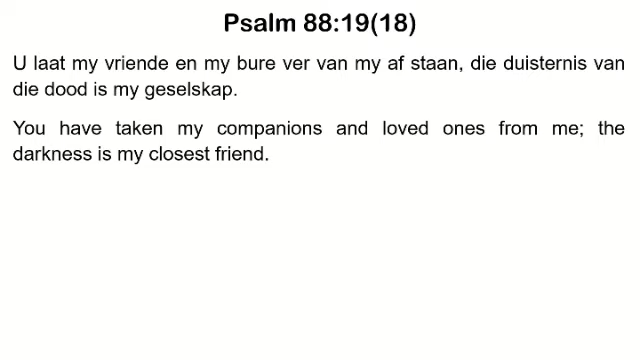 Psalm 88:19(18)
U laat my vriende en my bure ver van my af staan, die duisternis van
die dood is my geselskap.
You have taken my companions and loved ones from me; the
darkness is my closest friend.